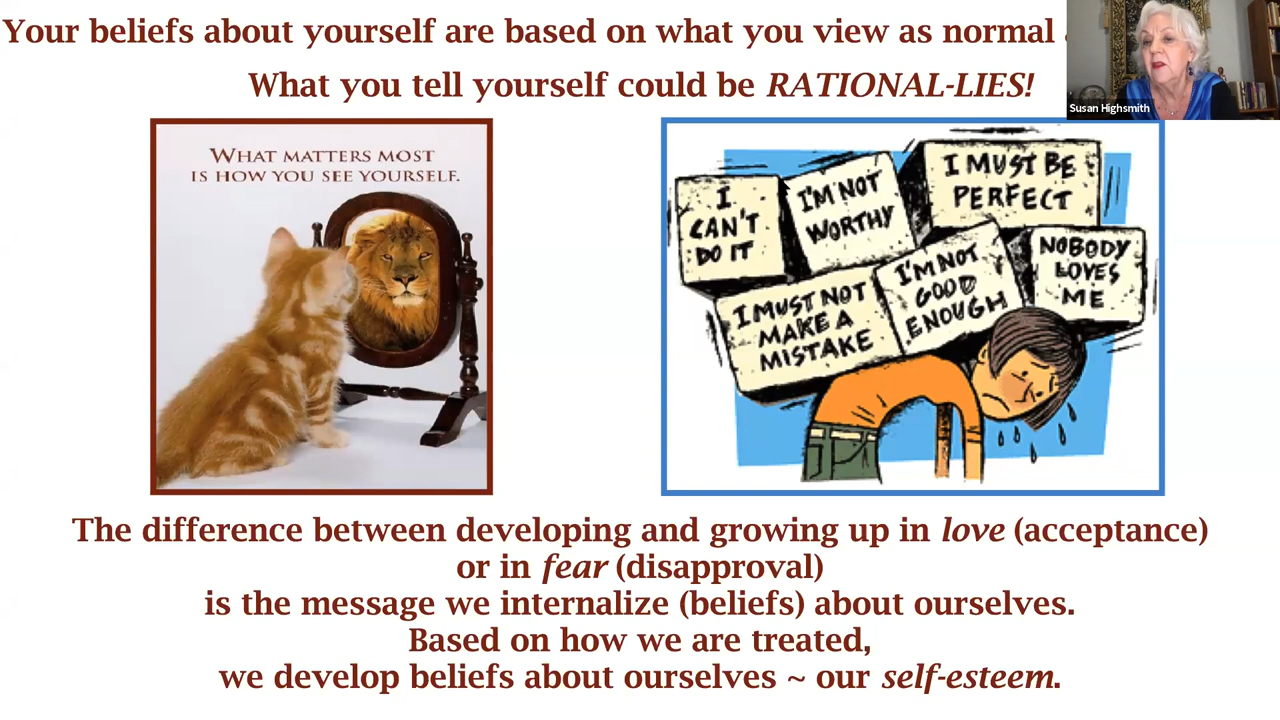 Your beliefs about yourself are based on what you view as normal
Susan Highsmith
What you tell yourself could be RATIONAL-LIES!
WHAT MATTERS MOST
IS HOW YOU SEE YOURSELF.
I
CAN'T
DO IT
I'M NOT
WORTHY
I MUST BE
PERFECT
I MUST NOT
MAKE A
MISTAKE
I'M NOT
GOOD
ENOUGH
NOBODY
LOVES
ME
The difference between developing and growing up in love (acceptance)
or in fear (disapproval)
is the message we internalize (beliefs) about ourselves.
Based on how we are treated,
we develop beliefs about ourselves ~ our self-esteem.